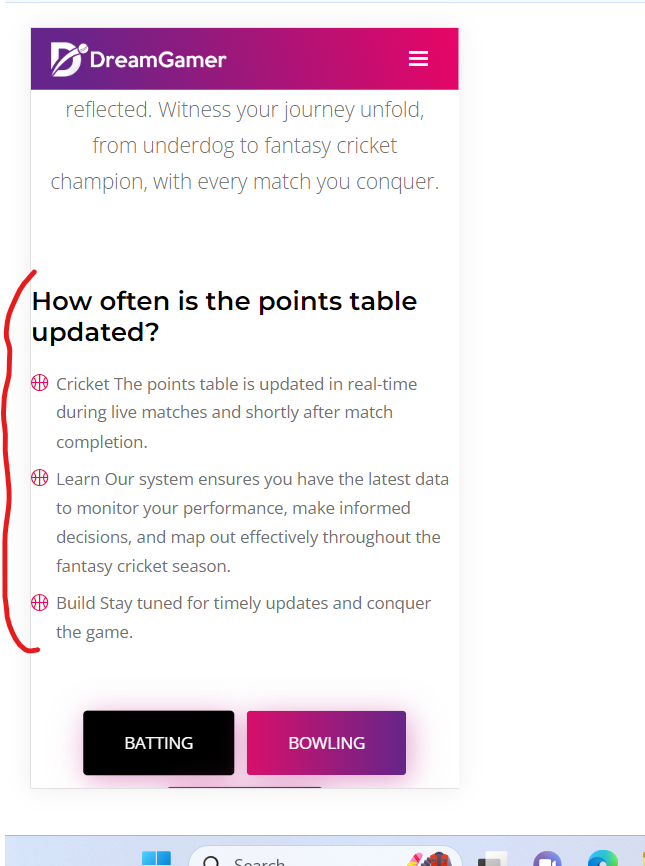 DreamGamer
reflected. Witness your journey unfold,
from underdog to fantasy cricket
champion, with every match you conquer.
How often is the points table
updated?
Cricket The points table is updated in real-time
during live matches and shortly after match
completion.
Learn Our system ensures you have the latest data
to monitor your performance, make informed
decisions, and map out effectively throughout the
fantasy cricket season.
Build Stay tuned for timely updates and conquer
the game.
BATTING BOWLING
Search